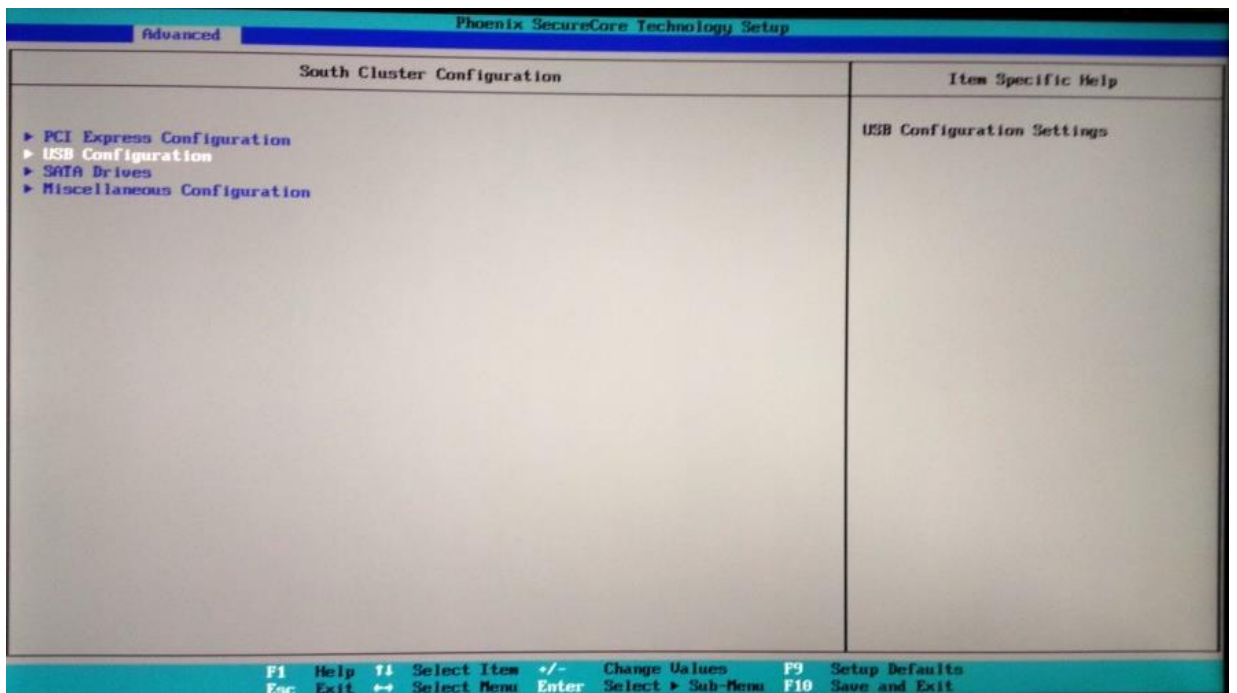 Phoenix SecureCore Technology Setup
Advanced
South Cluster Configuration
Item Specific Help
▶ PCI Express Configuration
▶ USB Configuration
▶ SATA Drives
▶ Miscellaneous Configuration
USB Configuration Settings
F1 Help ↑↓ Select Item +/- Change Values F9 Setup Defaults
Esc Exit ↔ Select Menu Enter Select ▶ Sub-Menu F10 Save and Exit